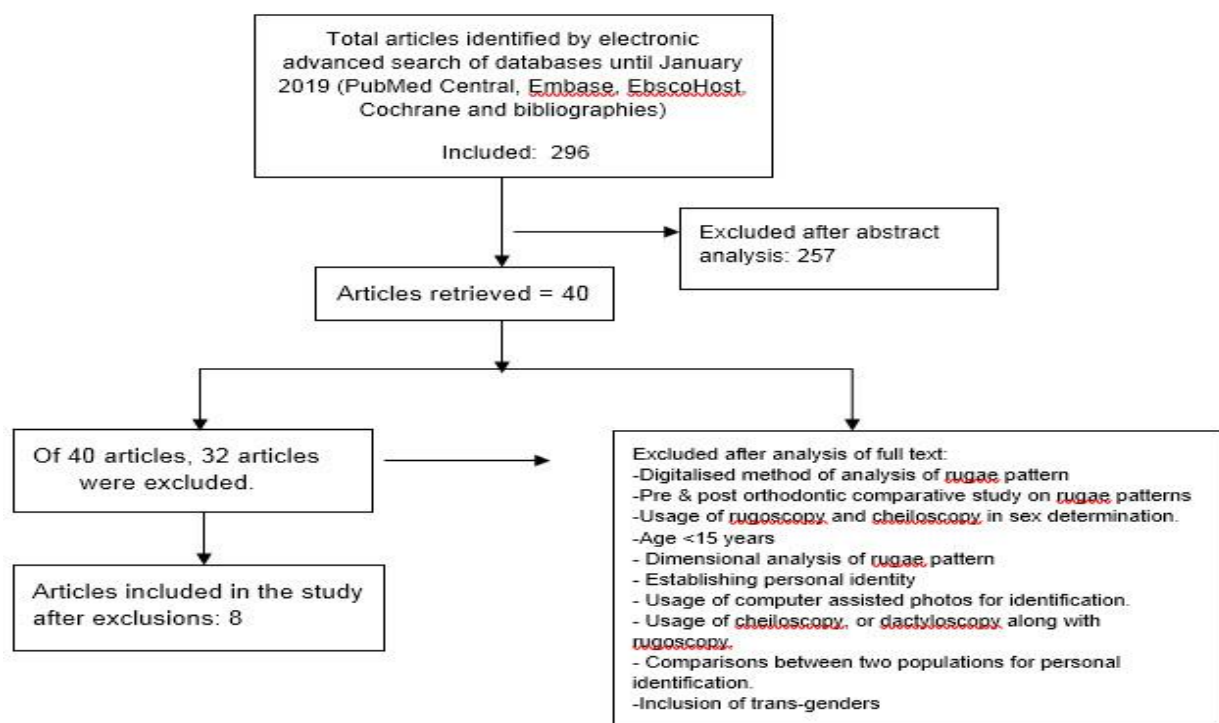 Total articles identified by electronic
advanced search of databases until January
2019 (PubMed Central, Embase, EbscoHost,
Cochrane and bibliographies)
Included: 296
Excluded after abstract
analysis: 257
Articles retrieved = 40
Of 40 articles, 32 articles
were excluded.
Excluded after analysis of full text:
-Digitalised method of analysis of rugae pattern
-Pre & post orthodontic comparative study on rugae patterns
-Usage of rugoscopy and cheiloscopy in sex determination.
-Age <15 years
- Dimensional analysis of rugae pattern
- Establishing personal identity
- Usage of computer assisted photos for identification.
- Usage of cheiloscopy, or dactyloscopy along with
rugoscopy.
- Comparisons between two populations for personal
identification.
-Inclusion of trans-genders
Articles included in the study
after exclusions: 8